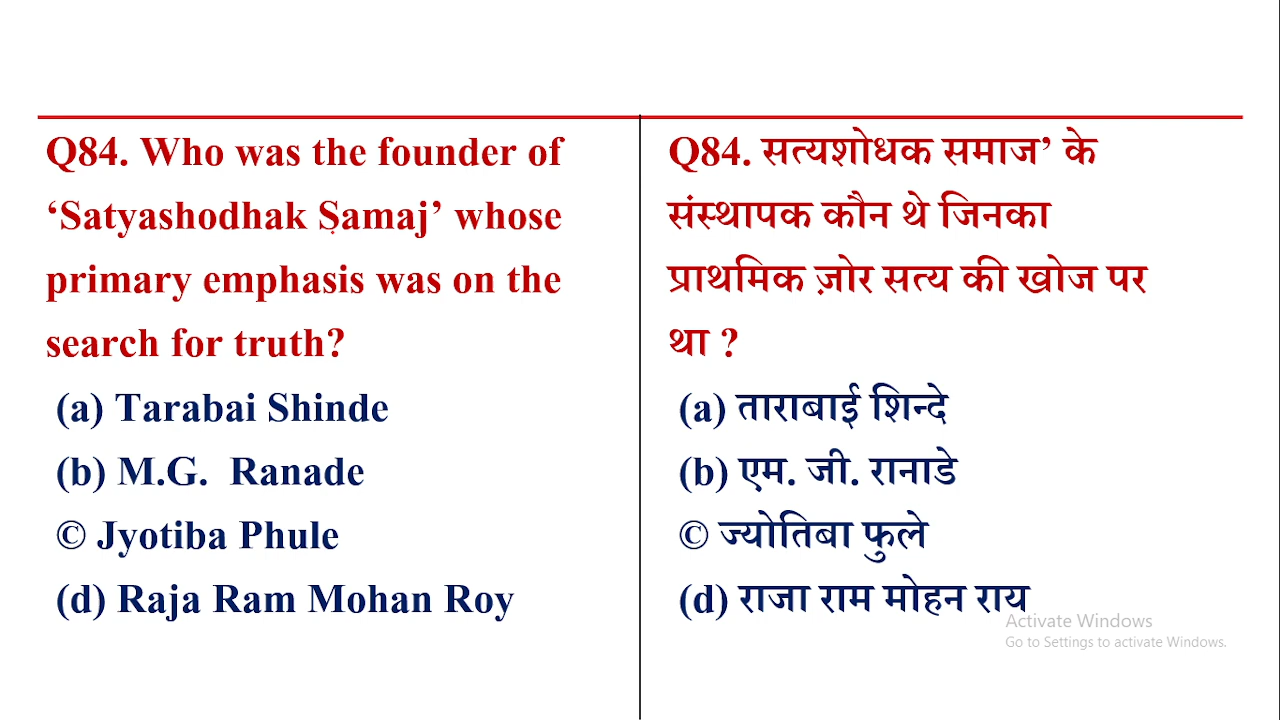 Q84. Who was the founder of
‘Satyashodhak Ṣamaj’ whose
primary emphasis was on the
search for truth?
(a) Tarabai Shinde
(b) M.G.  Ranade
© Jyotiba Phule
(d) Raja Ram Mohan Roy
Q84. सत्यशोधक समाज’ के
संस्थापक कौन थे जिनका
प्राथमिक ज़ोर सत्य की खोज पर
था ?
(a) ताराबाई शिन्दे
(b) एम. जी. रानाडे
© ज्योतिबा फुले
(d) राजा राम मोहन राय
Activate Windows
Go to Settings to activate Windows.